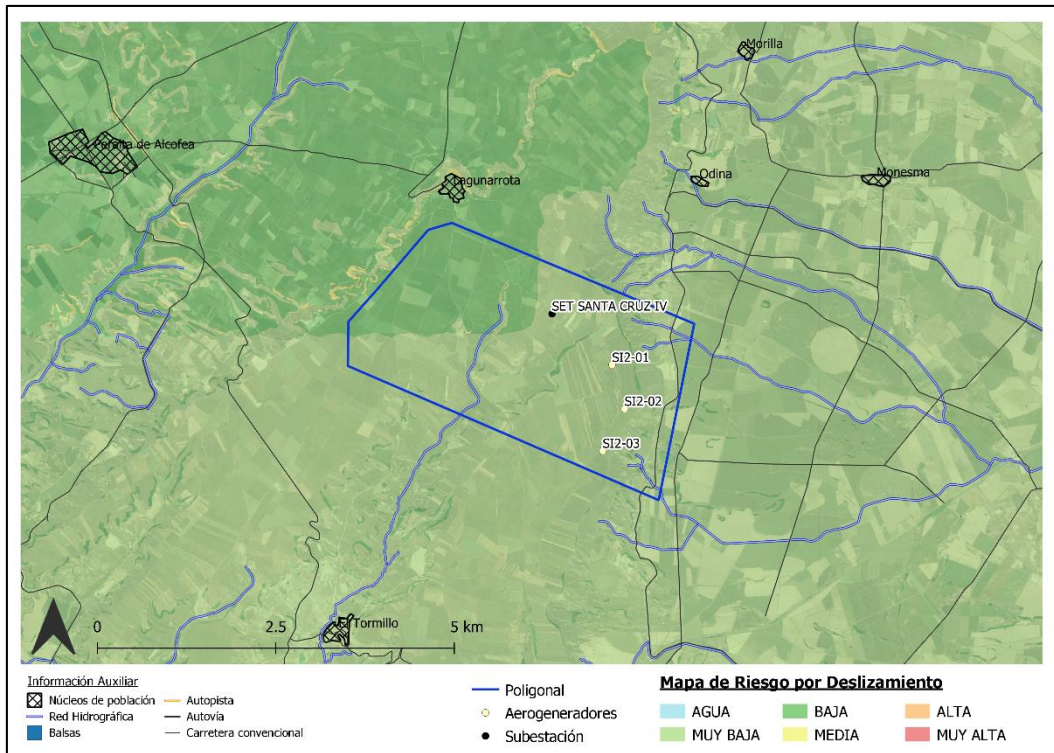 Morilla
Peralta de Alcofea
Lagunarrota
Odina
Monesma
SET SANTA CRUZ IV
SI2-01
SI2-02
SI2-03
Tormillo
0 2.5 5 km
Información Auxiliar
Núcleos de población
Red Hidrográfica
Balsas
Autopista
Autovía
Carretera convencional
Poligonal
Aerogeneradores
Subestación
Mapa de Riesgo por Deslizamiento
AGUA BAJA ALTA
MUY BAJA MEDIA MUY ALTA